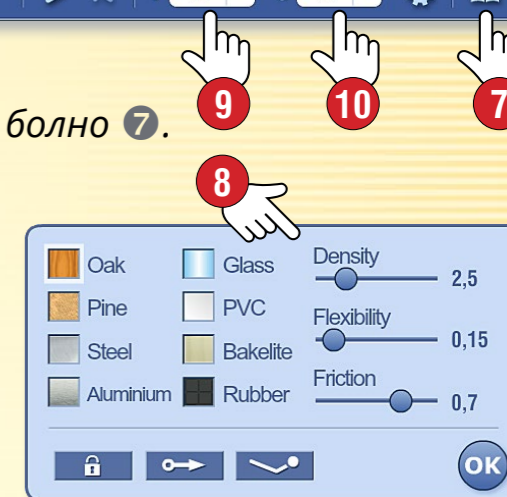 9
10
7
болно 7.
8
Oak
Glass
Density
2,5
Pine
PVC
Flexibility
0,15
Steel
Bakelite
Friction
0,7
Aluminium
Rubber
OK